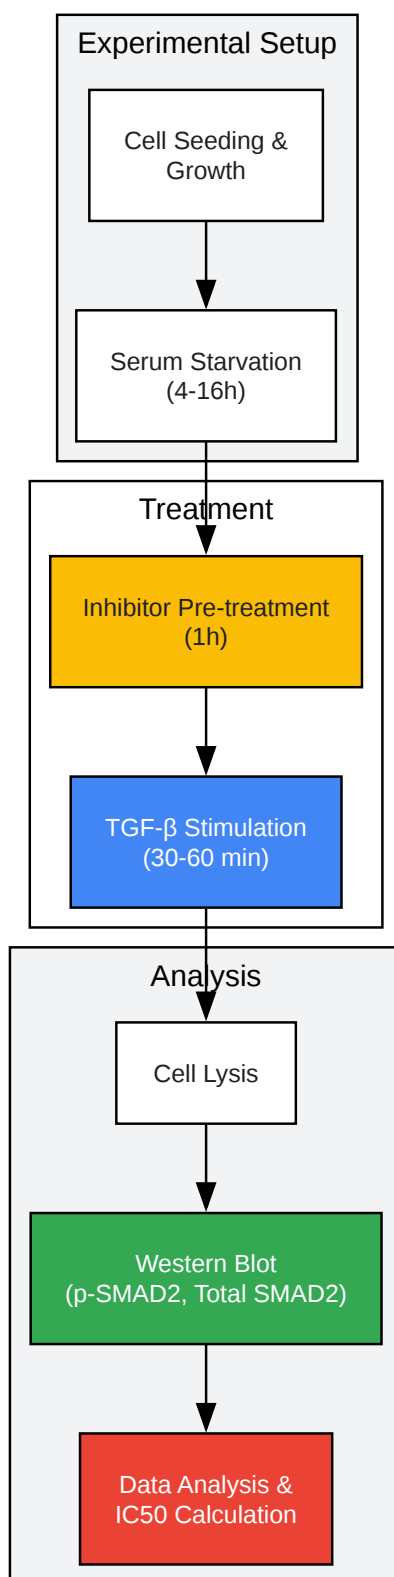 Experimental Setup
Cell Seeding &
Growth
Serum Starvation
(4-16h)
Treatment
Inhibitor Pre-treatment
(1h)
TGF-β Stimulation
(30-60 min)
Analysis
Cell Lysis
Western Blot
(p-SMAD2, Total SMAD2)
Data Analysis &
IC50 Calculation